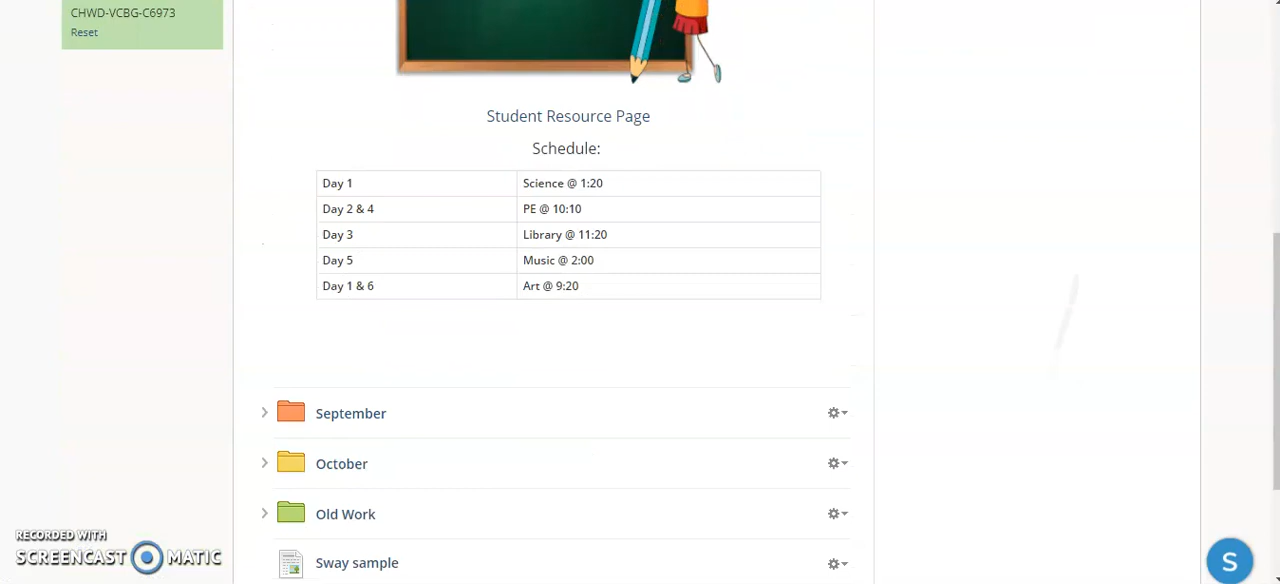 CHWD-VCBG-C6973
Reset
Student Resource Page
Schedule:
Day 1 Science @ 1:20
Day 2 & 4 PE @ 10:10
Day 3 Library @ 11:20
Day 5 Music @ 2:00
Day 1 & 6 Art @ 9:20
September
October
Old Work
Sway sample
RECORDED WITH
SCREENCAST MATIC
S